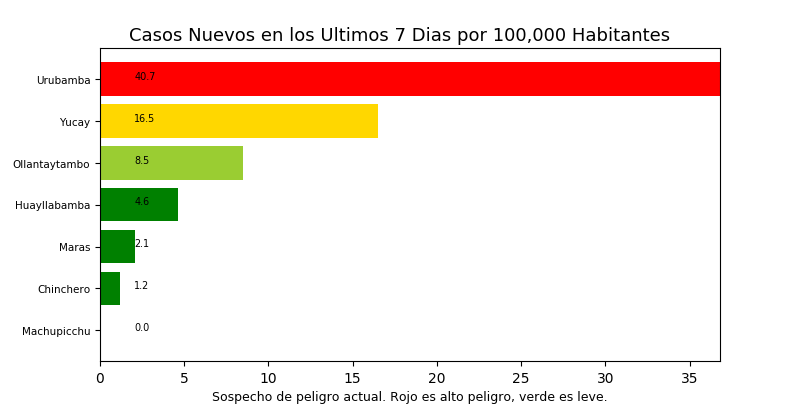 Casos Nuevos en los Ultimos 7 Dias por 100,000 Habitantes
Urubamba 40.7
Yucay 16.5
Ollantaytambo 8.5
Huayllabamba 4.6
Maras 2.1
Chinchero 1.2
Machupicchu 0.0
0 5 10 15 20 25 30 35
Sospecho de peligro actual. Rojo es alto peligro, verde es leve.